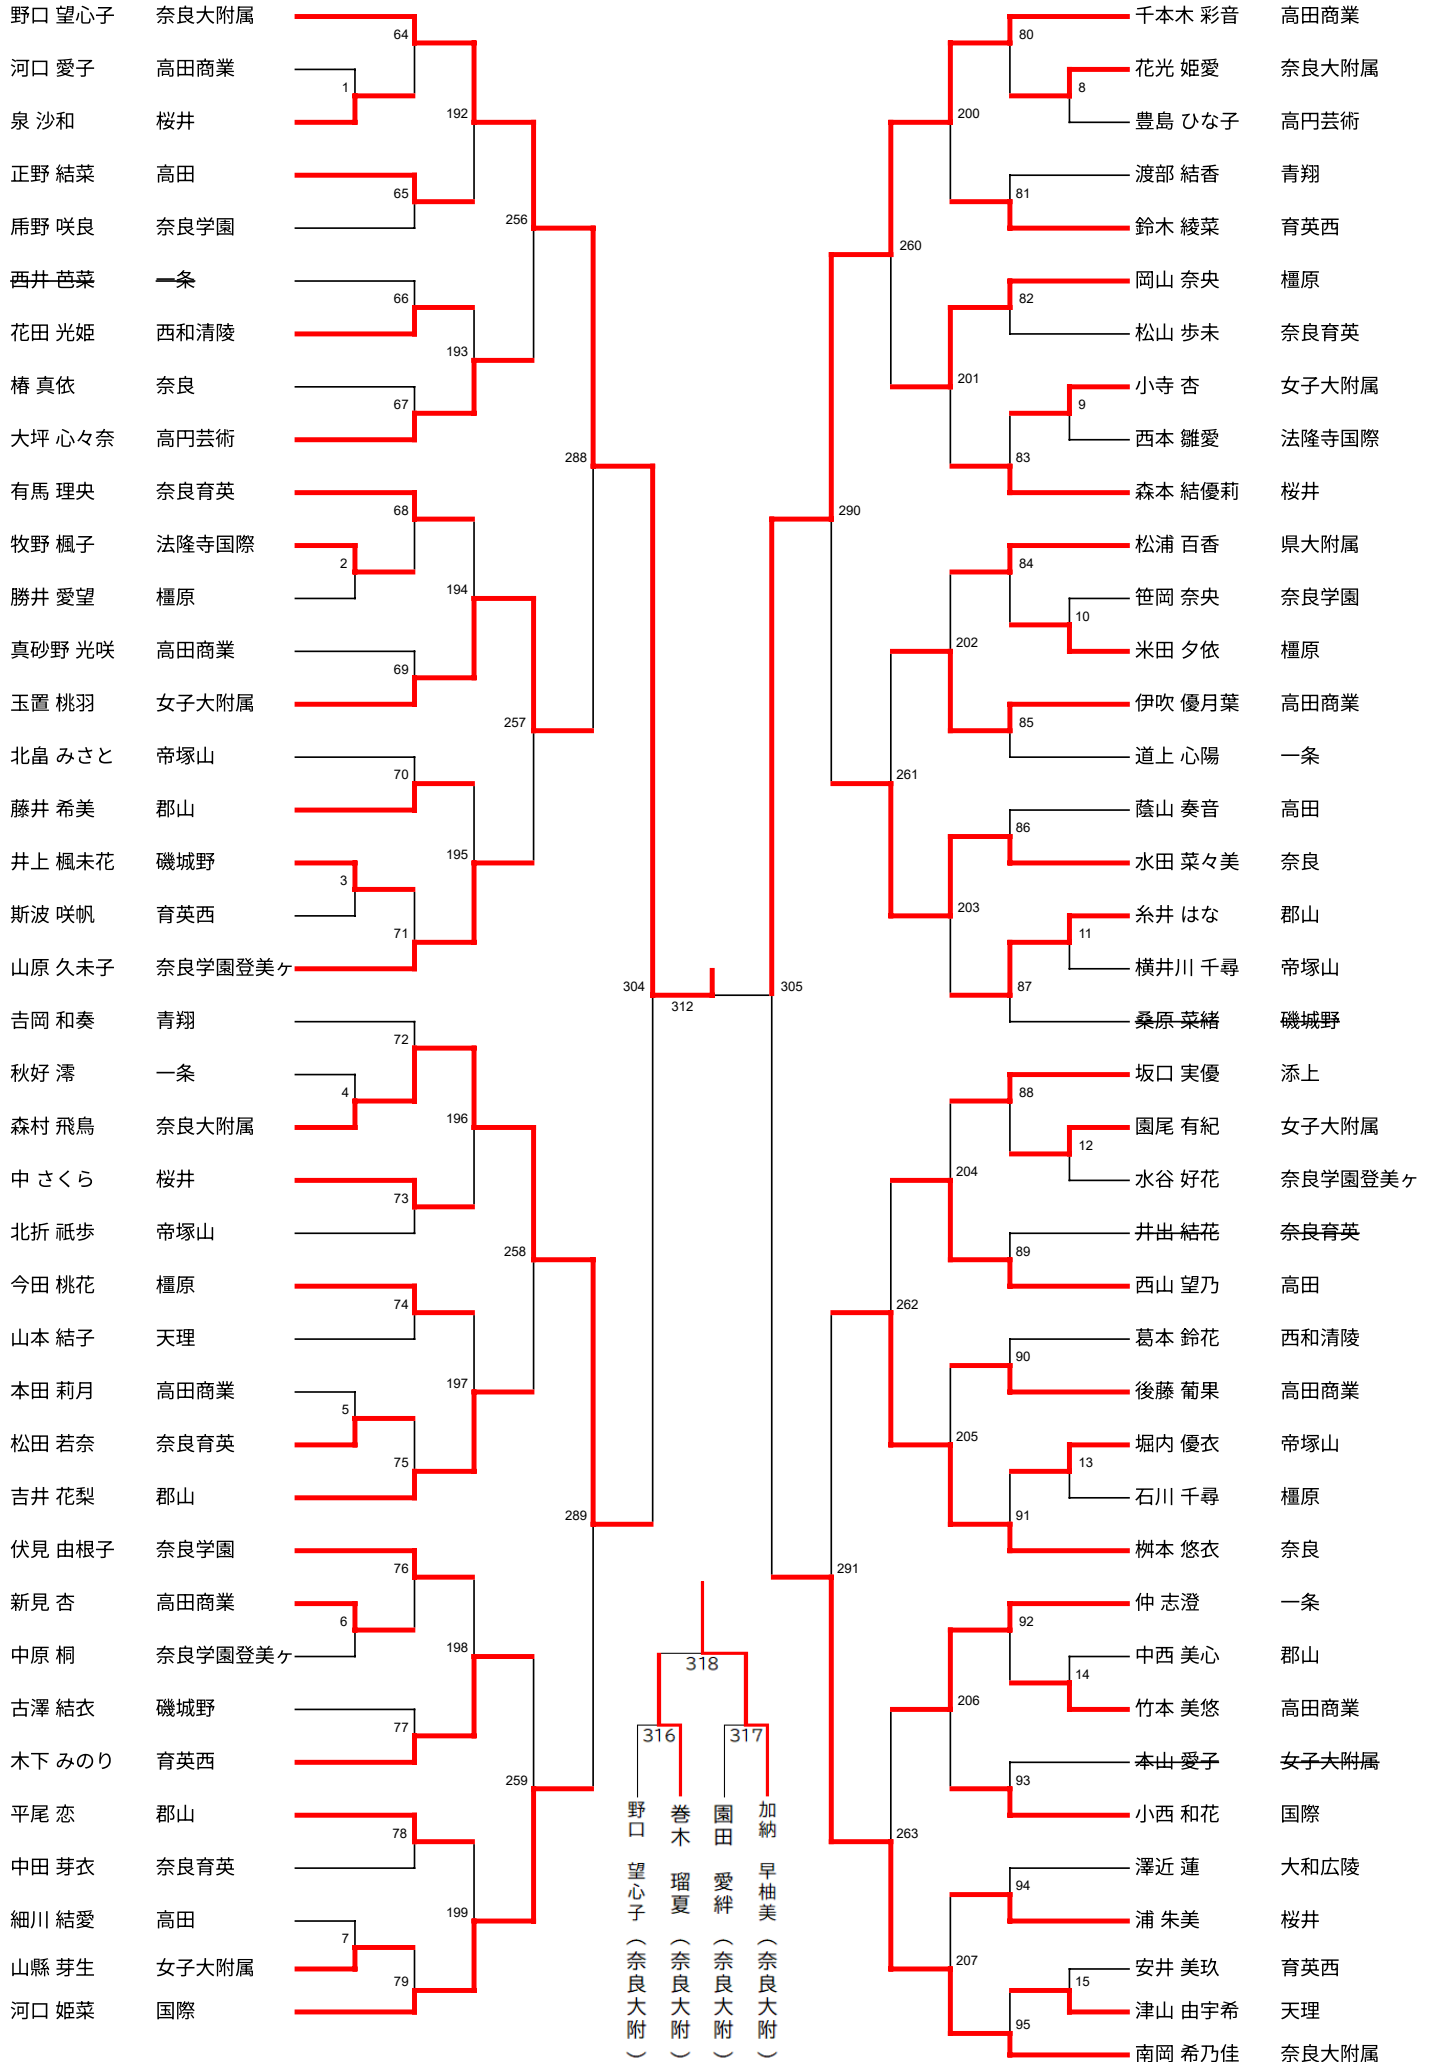 野口 望心子 奈良大附属
河口 愛子 高田商業
泉 沙和 桜井
正野 結菜 高田
乕野 咲良 奈良学園
西井 芭菜 一条
花田 光姫 西和清陵
椿 真依 奈良
大坪 心々奈 高円芸術
有馬 理央 奈良育英
牧野 楓子 法隆寺国際
勝井 愛望 橿原
真砂野 光咲 高田商業
玉置 桃羽 女子大附属
北畠 みさと 帝塚山
藤井 希美 郡山
井上 楓未花 磯城野
斯波 咲帆 育英西
山原 久未子 奈良学園登美ヶ
𠮷岡 和奏 青翔
秋好 澪 一条
森村 飛鳥 奈良大附属
中 さくら 桜井
北折 祇歩 帝塚山
今田 桃花 橿原
山本 結子 天理
本田 莉月 高田商業
松田 若奈 奈良育英
吉井 花梨 郡山
伏見 由根子 奈良学園
新見 杏 高田商業
中原 桐 奈良学園登美ヶ
古澤 結衣 磯城野
木下 みのり 育英西
平尾 恋 郡山
中田 芽衣 奈良育英
細川 結愛 高田
山縣 芽生 女子大附属
河口 姫菜 国際
1
2
3
4
5
6
7
64
65
66
67
68
69
70
71
72
73
74
75
76
77
78
79
192
193
194
195
196
197
198
199
256
257
258
259
288
289
304
312
305
290
291
260
261
262
263
200
201
202
203
204
205
206
207
80
81
82
83
84
85
86
87
88
89
90
91
92
93
94
95
8
9
10
11
12
13
14
15
千本木 彩音 高田商業
花光 姫愛 奈良大附属
豊島 ひな子 高円芸術
渡部 結香 青翔
鈴木 綾菜 育英西
岡山 奈央 橿原
松山 歩未 奈良育英
小寺 杏 女子大附属
西本 雛愛 法隆寺国際
森本 結優莉 桜井
松浦 百香 県大附属
笹岡 奈央 奈良学園
米田 夕依 橿原
伊吹 優月葉 高田商業
道上 心陽 一条
蔭山 奏音 高田
水田 菜々美 奈良
糸井 はな 郡山
横井川 千尋 帝塚山
桑原 菜緒 磯城野
坂口 実優 添上
園尾 有紀 女子大附属
水谷 好花 奈良学園登美ヶ
井出 結花 奈良育英
西山 望乃 高田
葛本 鈴花 西和清陵
後藤 葡果 高田商業
堀内 優衣 帝塚山
石川 千尋 橿原
桝本 悠衣 奈良
仲 志澄 一条
中西 美心 郡山
竹本 美悠 高田商業
本山 愛子 女子大附属
小西 和花 国際
澤近 蓮 大和広陵
浦 朱美 桜井
安井 美玖 育英西
津山 由宇希 天理
南岡 希乃佳 奈良大附属
318
316
317
野口 望心子（奈良大附）
巻木 瑠夏（奈良大附）
園田 愛絆（奈良大附）
加納 早柚美（奈良大附）